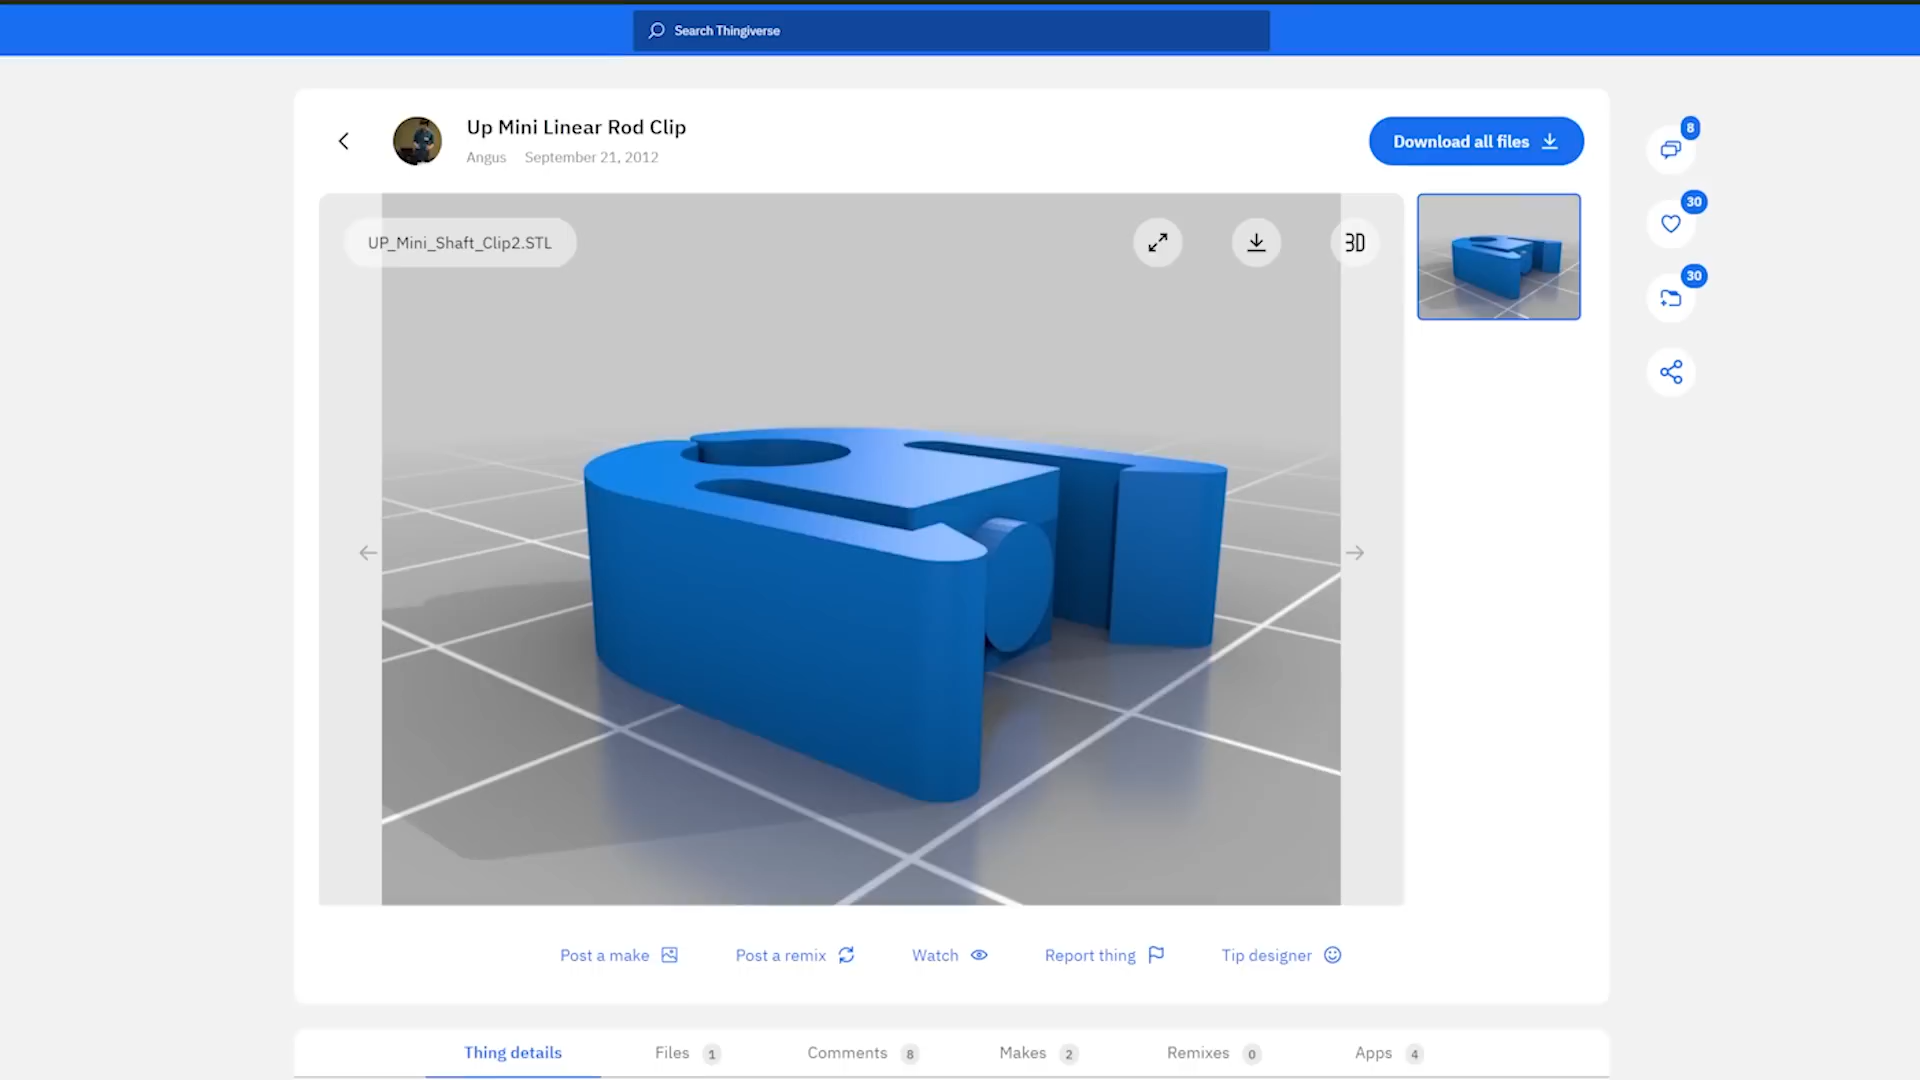 Search Thingiverse
Up Mini Linear Rod Clip
Angus September 21, 2012
Download all files
8
30
30
UP_Mini_Shaft_Clip2.STL
3D
Post a make
Post a remix
Watch
Report thing
Tip designer
Thing details
Files 1
Comments 8
Makes 2
Remixes 0
Apps 4